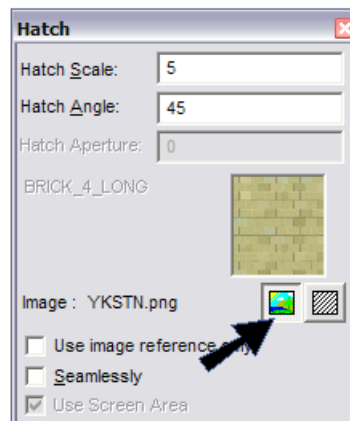 Hatch
Hatch Scale: 5
Hatch Angle: 45
Hatch Aperture: 0
BRICK_4_LONG
Image : YKSTN.png
Use image reference only
Seamlessly
Use Screen Area